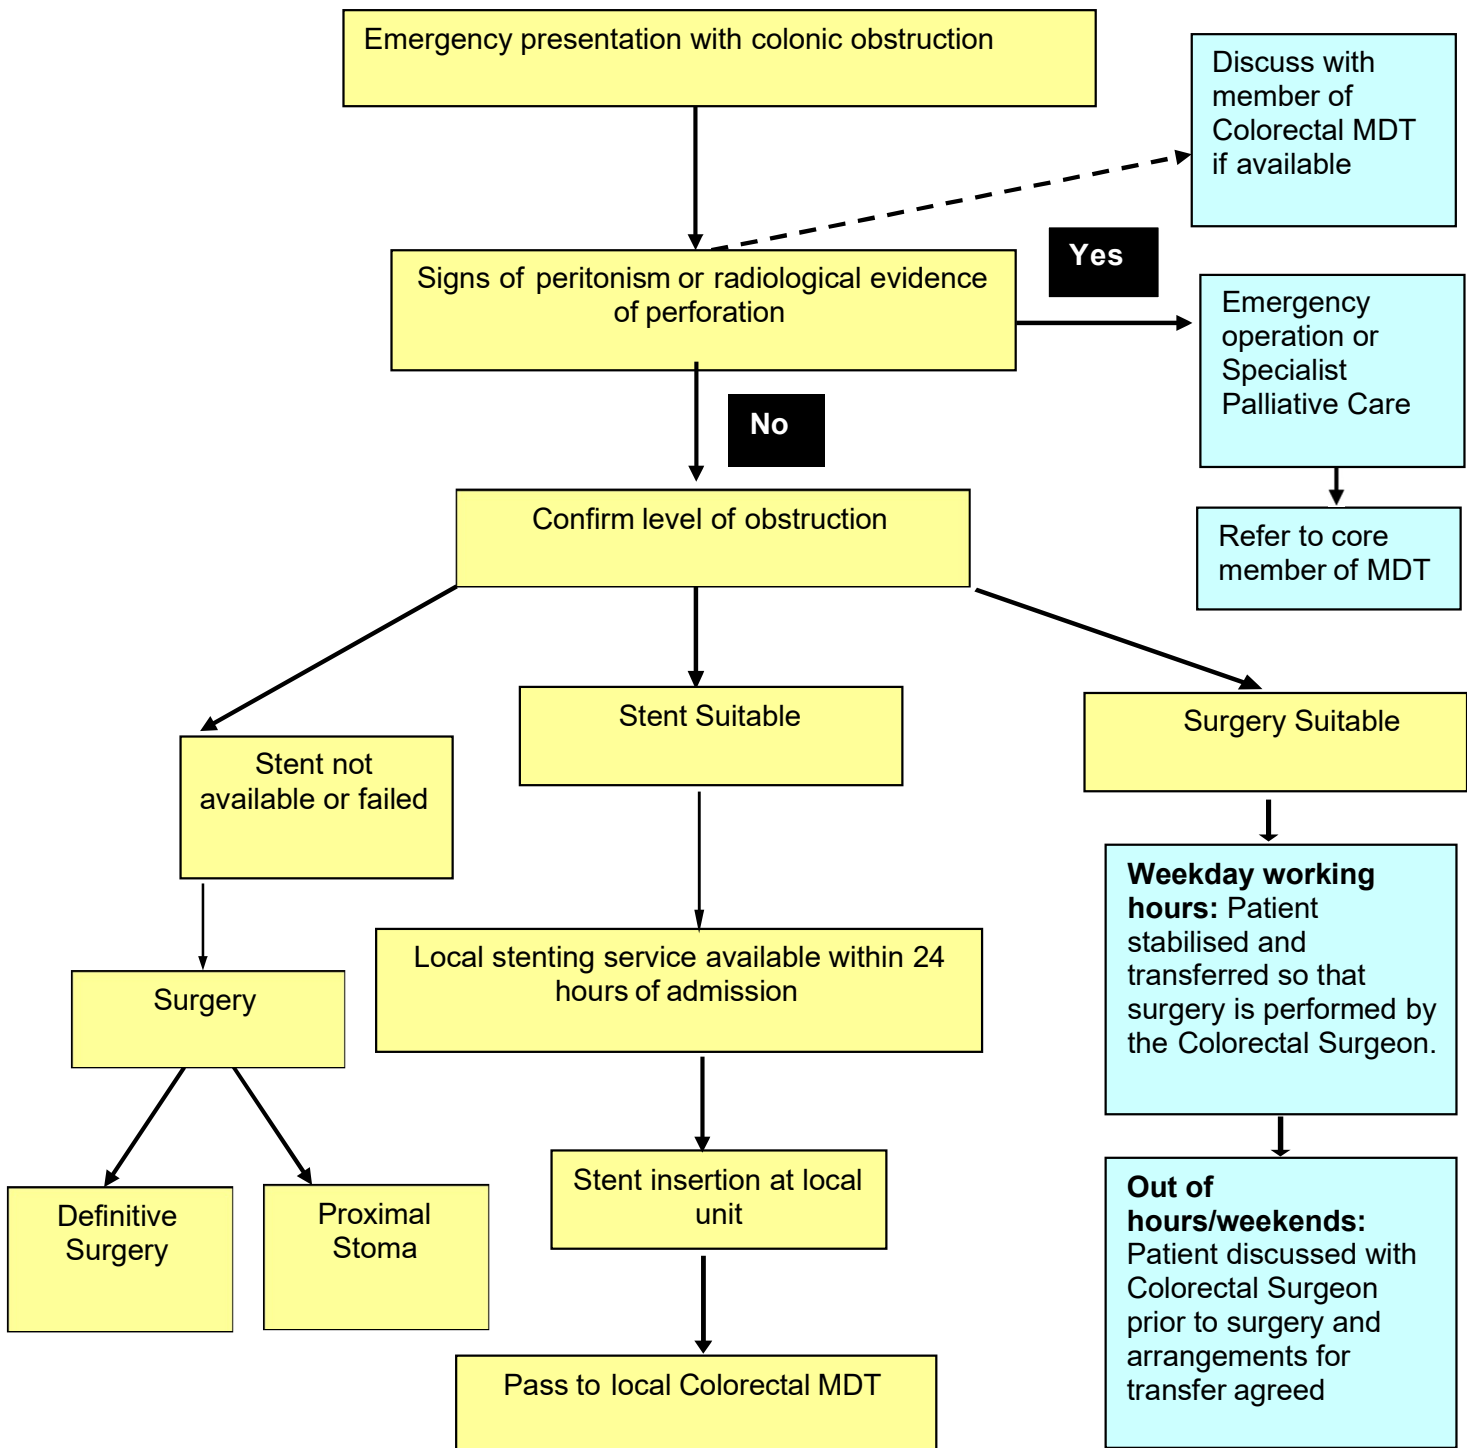 Emergency presentation with colonic obstruction
Discuss with
member of
Colorectal MDT
if available
Signs of peritonism or radiological evidence
of perforation
Yes
Emergency
operation or
Specialist
Palliative Care
No
Refer to core
member of MDT
Confirm level of obstruction
Stent not
available or failed
Stent Suitable
Surgery Suitable
Surgery
Definitive
Surgery
Proximal
Stoma
Local stenting service available within 24
hours of admission
Stent insertion at local
unit
Pass to local Colorectal MDT
Weekday working
hours: Patient
stabilised and
transferred so that
surgery is performed by
the Colorectal Surgeon.
Out of
hours/weekends:
Patient discussed with
Colorectal Surgeon
prior to surgery and
arrangements for
transfer agreed